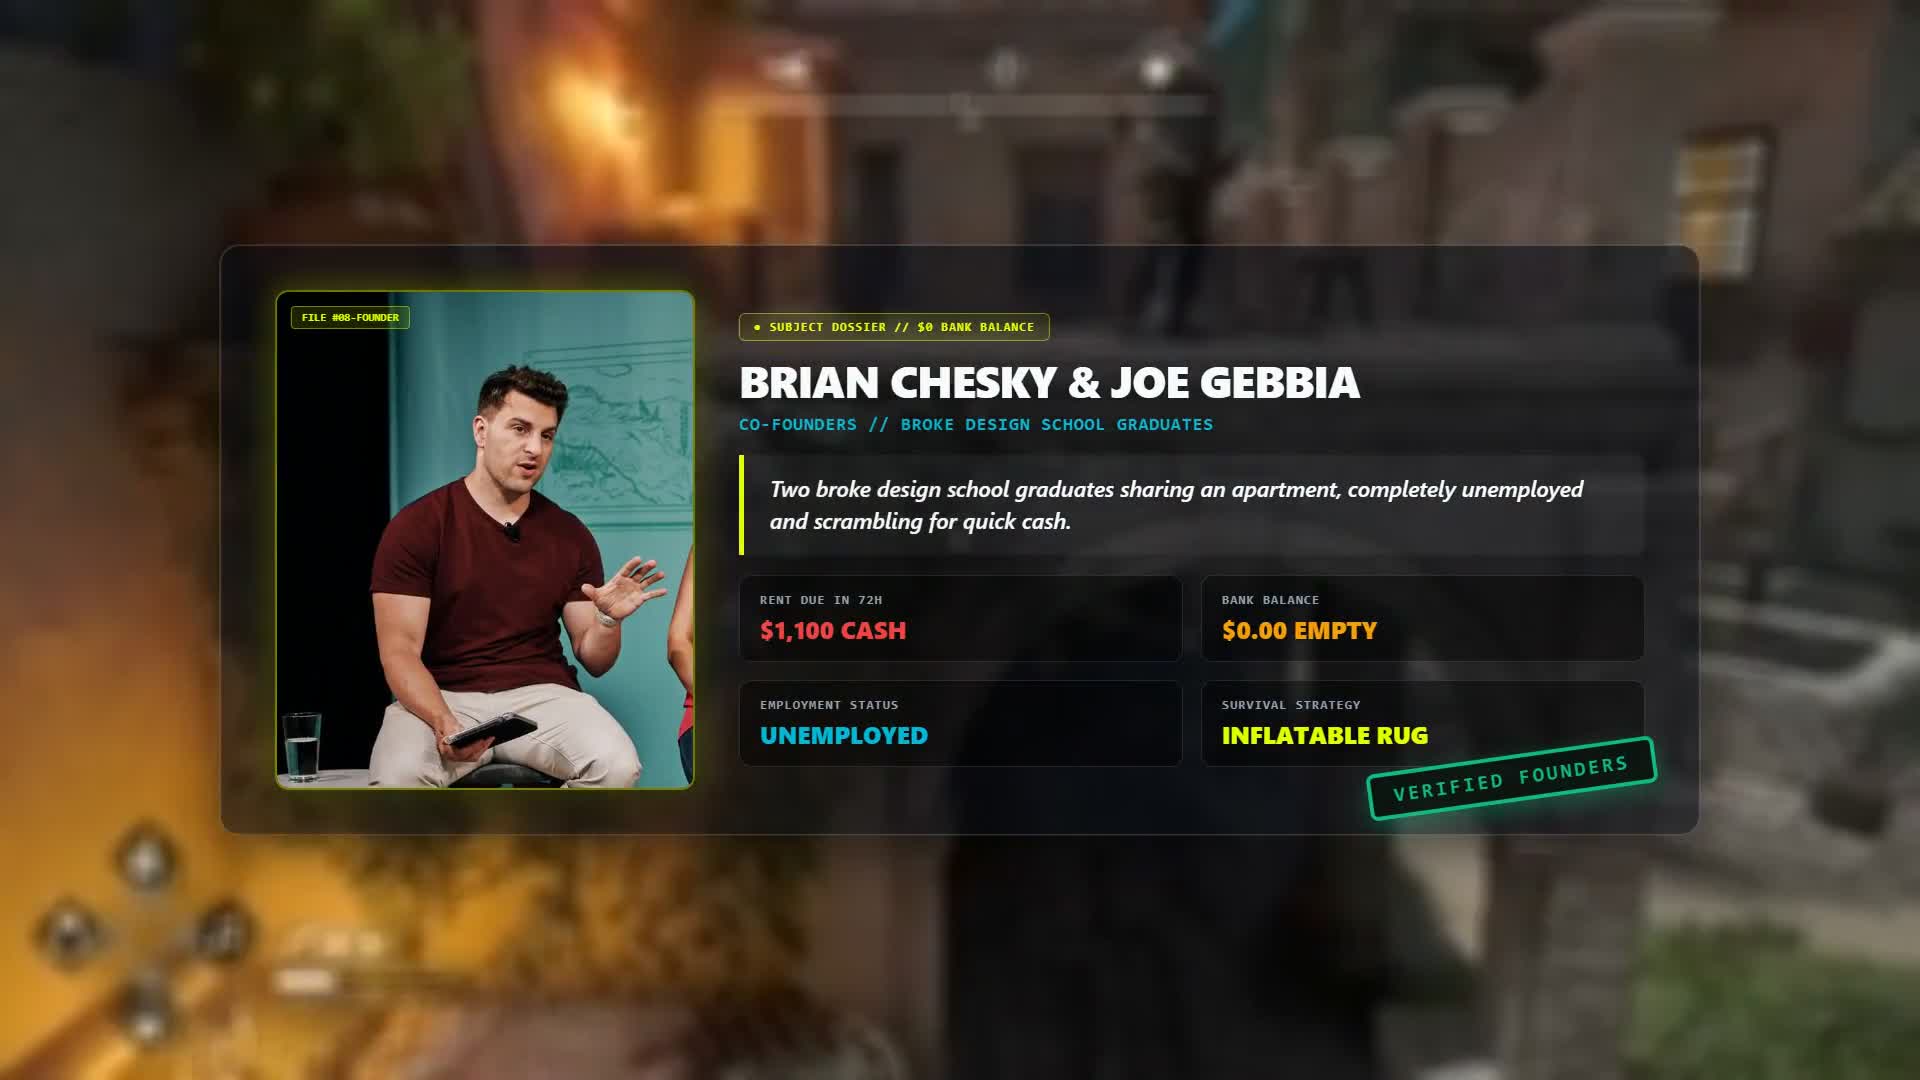 FILE #08-FOUNDER
● SUBJECT DOSSIER // $0 BANK BALANCE
BRIAN CHESKY & JOE GEBBIA
CO-FOUNDERS // BROKE DESIGN SCHOOL GRADUATES
Two broke design school graduates sharing an apartment, completely unemployed
and scrambling for quick cash.
RENT DUE IN 72H
$1,100 CASH
BANK BALANCE
$0.00 EMPTY
EMPLOYMENT STATUS
UNEMPLOYED
SURVIVAL STRATEGY
INFLATABLE RUG
VERIFIED FOUNDERS